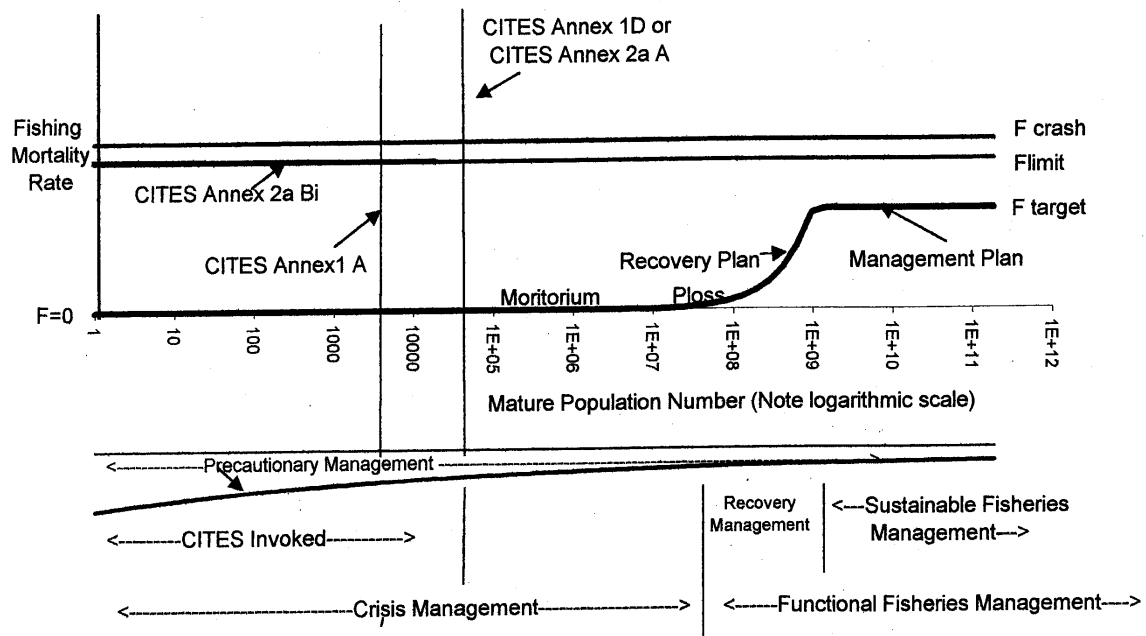 CITES Annex 1D or
CITES Annex 2a A
Fishing
Mortality
Rate
F crash
Flimit
CITES Annex 2a Bi
F target
CITES Annex1 A
Recovery Plan
Management Plan
Moritorium
Ploss
F=0
1
10
100
1000
10000
1E+05
1E+06
1E+07
1E+08
1E+09
1E+10
1E+11
1E+12
Mature Population Number (Note logarithmic scale)
<----Precautionary Management---->
Recovery
Management
<---Sustainable Fisheries
Management--->
<--------CITES Invoked-------->
<--------Crisis Management-------->
<-----Functional Fisheries Management---->